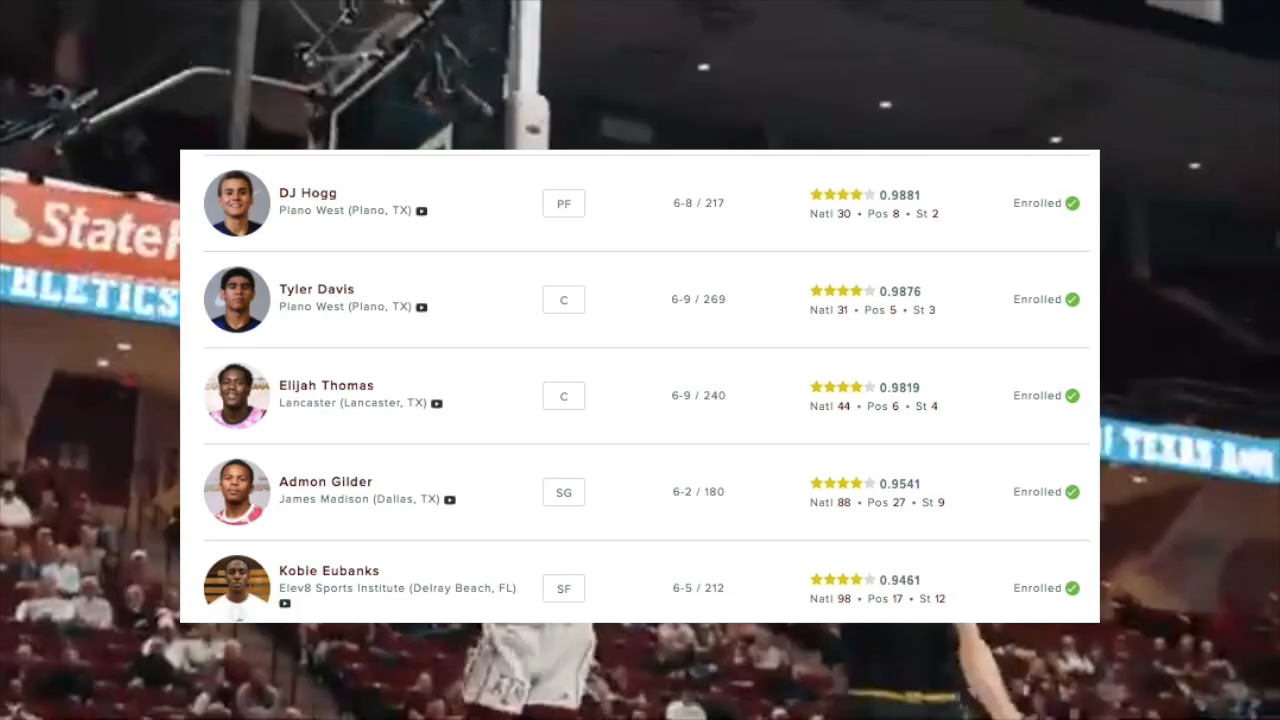 StateF
THLETICS
TEXAS A&M
DJ Hogg
Plano West (Plano, TX)
PF
6-8 / 217
0.9881
Natl 30 • Pos 8 • St 2
Enrolled
Tyler Davis
Plano West (Plano, TX)
C
6-9 / 269
0.9876
Natl 31 • Pos 5 • St 3
Enrolled
Elijah Thomas
Lancaster (Lancaster, TX)
C
6-9 / 240
0.9819
Natl 44 • Pos 6 • St 4
Enrolled
Admon Gilder
James Madison (Dallas, TX)
SG
6-2 / 180
0.9541
Natl 88 • Pos 27 • St 9
Enrolled
Kobie Eubanks
Elev8 Sports Institute (Delray Beach, FL)
SF
6-5 / 212
0.9461
Natl 98 • Pos 17 • St 12
Enrolled